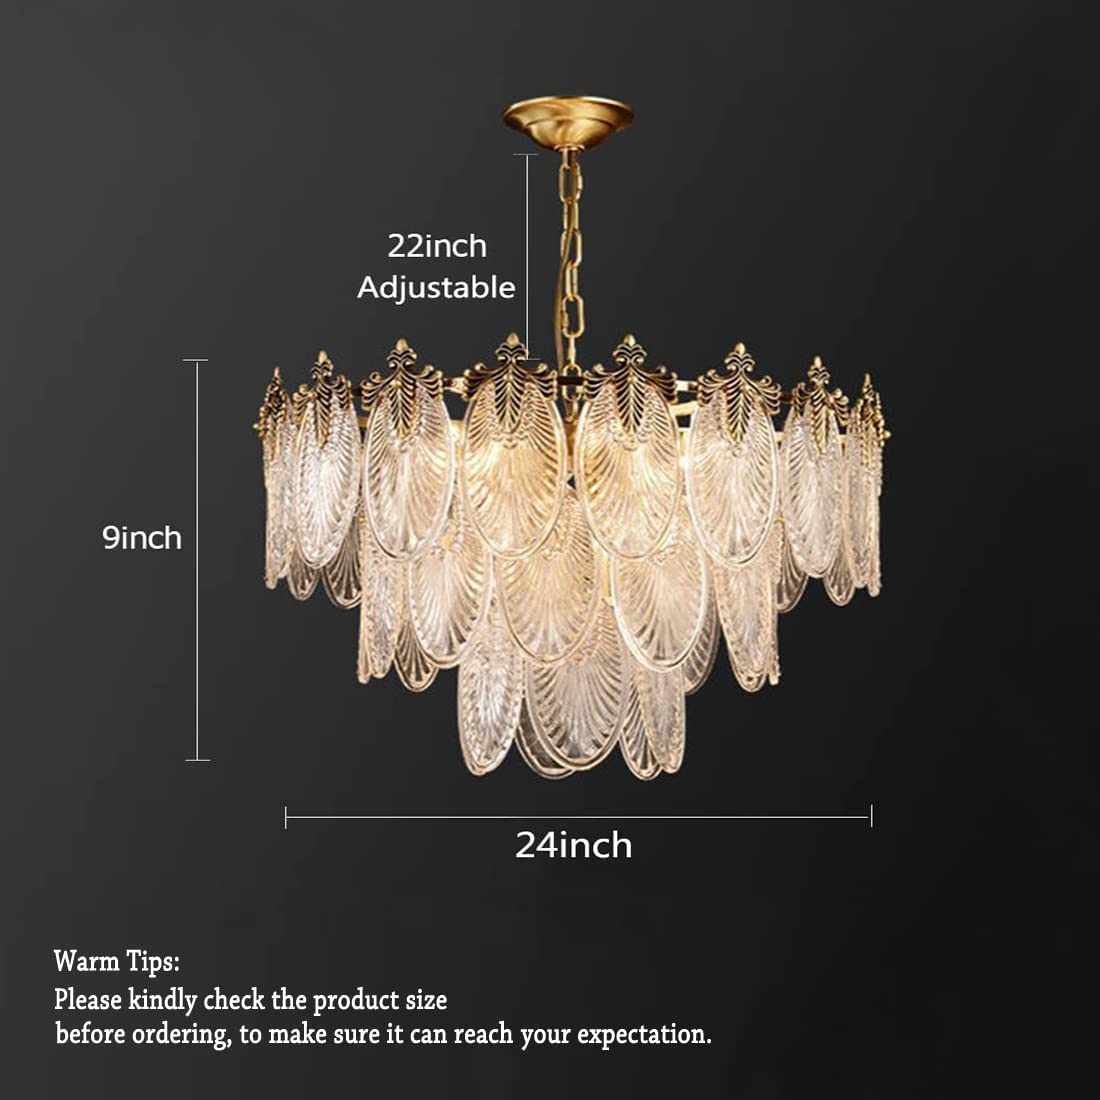 22inch
Adjustable
9inch
24inch
Warm Tips:
Please kindly check the product size
before ordering, to make sure it can reach your expectation.